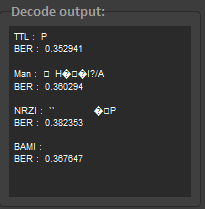 Decode output:
TTL : P
BER : 0.352941
Man : □ H�□�I?/A
BER : 0.360294
NRZI : `` �□P
BER : 0.382353
BAMI :
BER : 0.367647